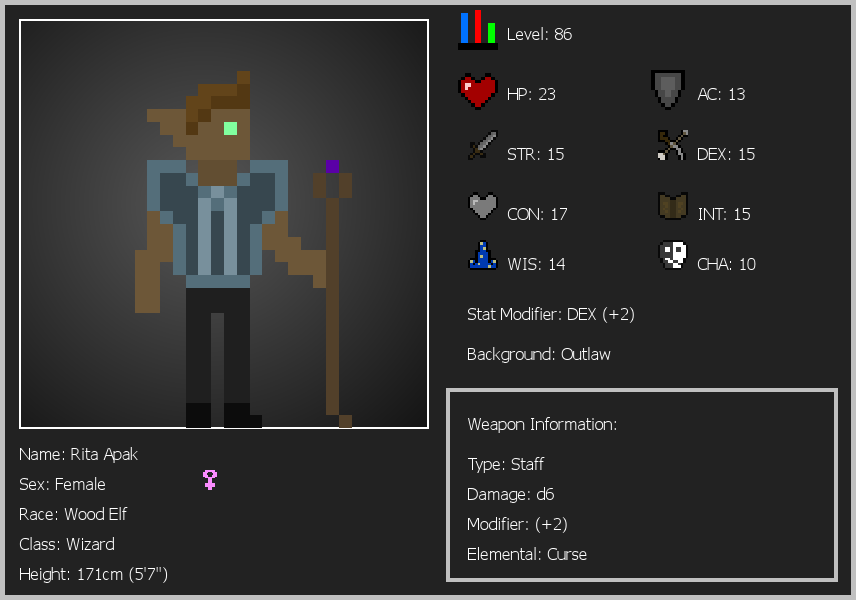 Level: 86
HP: 23
AC: 13
STR: 15
DEX: 15
CON: 17
INT: 15
WIS: 14
CHA: 10
Stat Modifier: DEX (+2)
Background: Outlaw
Weapon Information:
Type: Staff
Damage: d6
Modifier: (+2)
Elemental: Curse
Name: Rita Apak
Sex: Female
Race: Wood Elf
Class: Wizard
Height: 171cm (5'7")